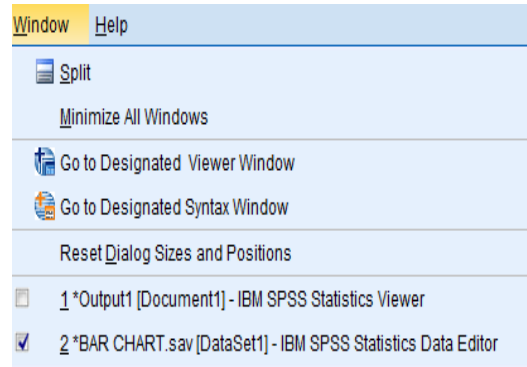 Window Help
Split
Minimize All Windows
Go to Designated Viewer Window
Go to Designated Syntax Window
Reset Dialog Sizes and Positions
1 *Output1 [Document1] - IBM SPSS Statistics Viewer
2 *BAR CHART.sav [DataSet1] - IBM SPSS Statistics Data Editor